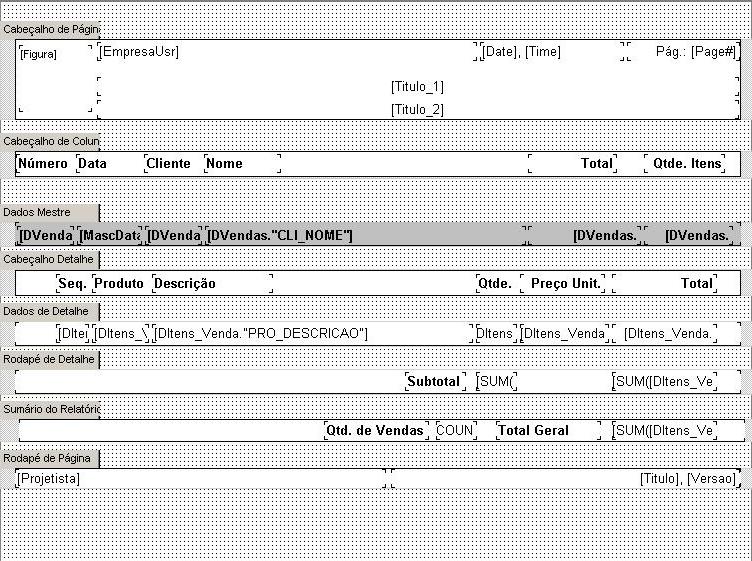 Cabeçalho de Págin
[Figura] [EmpresaUsr] [Date], [Time] Pág.: [Page#]
[Titulo_1]
[Titulo_2]
Cabeçalho de Colun
Número Data Cliente Nome Total Qtde. Itens
Dados Mestre
[DVenda [MascData [DVenda [DVendas."CLI_NOME"] [DVendas. [DVendas.
Cabeçalho Detalhe
Seq. Produto Descrição Qtde. Preço Unit. Total
Dados de Detalhe
[DIte [DItens_V [DItens_Venda."PRO_DESCRICAO"] [DItens [DItens_Venda [DItens_Venda.
Rodapé de Detalhe
Subtotal [SUM( [SUM([DItens_Ve
Sumário do Relatório
Qtd. de Vendas COUN Total Geral [SUM([DItens_Ve
Rodapé de Página
[Projetista] [Titulo], [Versao]